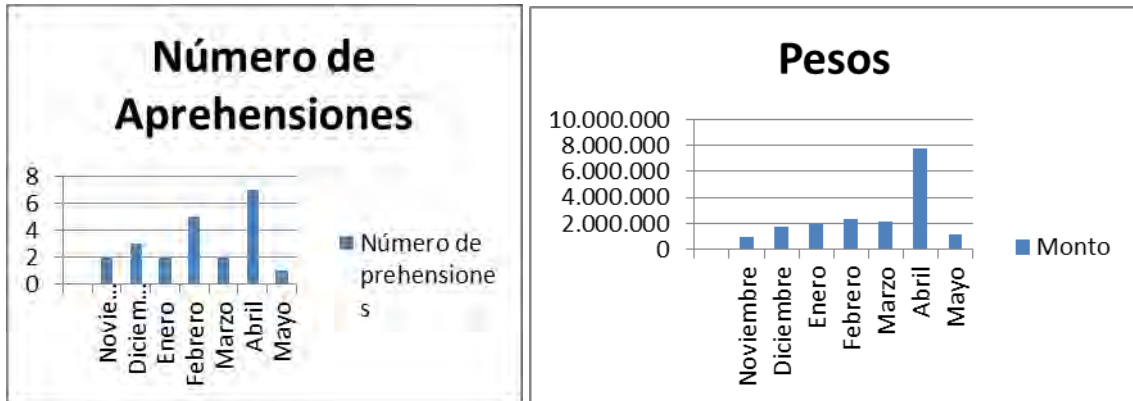 Número de
Aprehensiones
8
6
4
2
0
Novie...
Diciem...
Enero
Febrero
Marzo
Abril
Mayo
Número de
prehensione
s
Pesos
10.000.000
8.000.000
6.000.000
4.000.000
2.000.000
0
Noviembre
Diciembre
Enero
Febrero
Marzo
Abril
Mayo
Monto